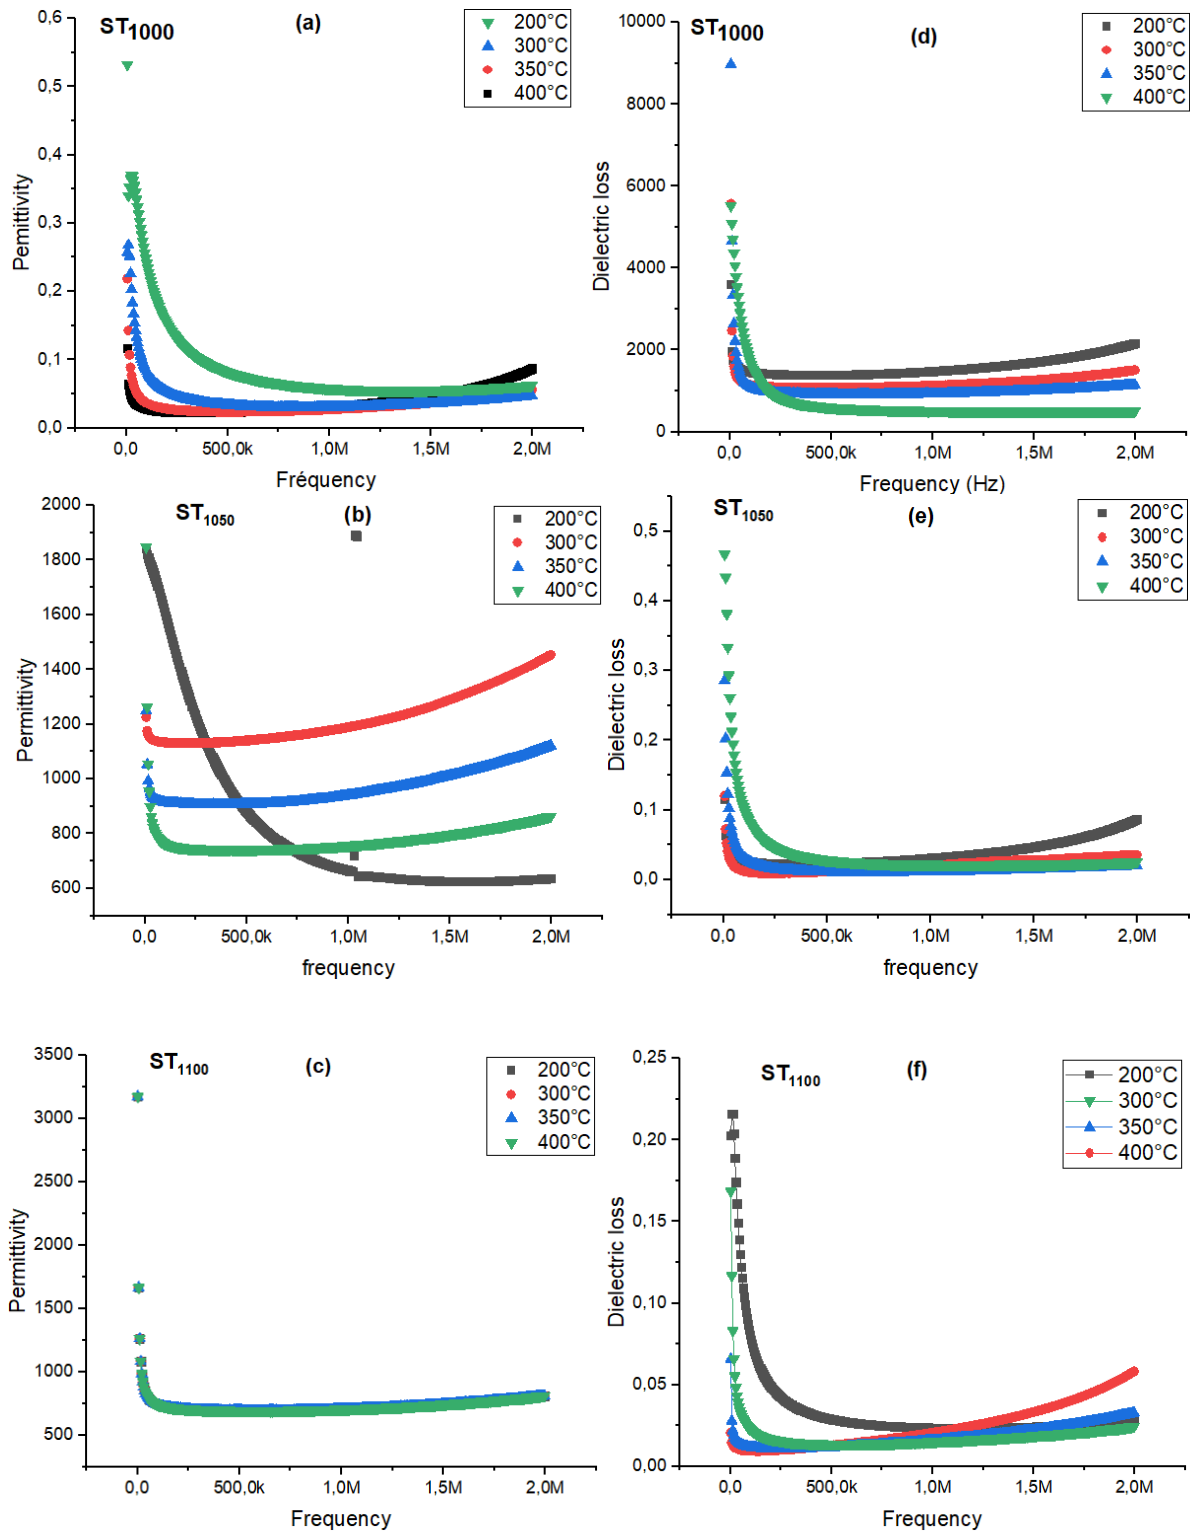 ST1000
(a)
200°C
300°C
350°C
400°C
0,6
0,5
0,4
0,3
0,2
0,1
0,0
Pemittivity
0,0
500,0k
1,0M
1,5M
2,0M
Fréquency
ST1000
(d)
200°C
300°C
350°C
400°C
10000
8000
6000
4000
2000
0
Dielectric loss
0,0
500,0k
1,0M
1,5M
2,0M
Frequency (Hz)
ST1050
(b)
200°C
300°C
350°C
400°C
2000
1800
1600
1400
1200
1000
800
600
Permittivity
0,0
500,0k
1,0M
1,5M
2,0M
frequency
ST1050
(e)
200°C
300°C
350°C
400°C
0,5
0,4
0,3
0,2
0,1
0,0
Dielectric loss
0,0
500,0k
1,0M
1,5M
2,0M
frequency
ST1100
(c)
200°C
300°C
350°C
400°C
3500
3000
2500
2000
1500
1000
500
Permittivity
0,0
500,0k
1,0M
1,5M
2,0M
Frequency
ST1100
(f)
200°C
300°C
350°C
400°C
0,25
0,20
0,15
0,10
0,05
0,00
Dielectric loss
0,0
500,0k
1,0M
1,5M
2,0M
Frequency